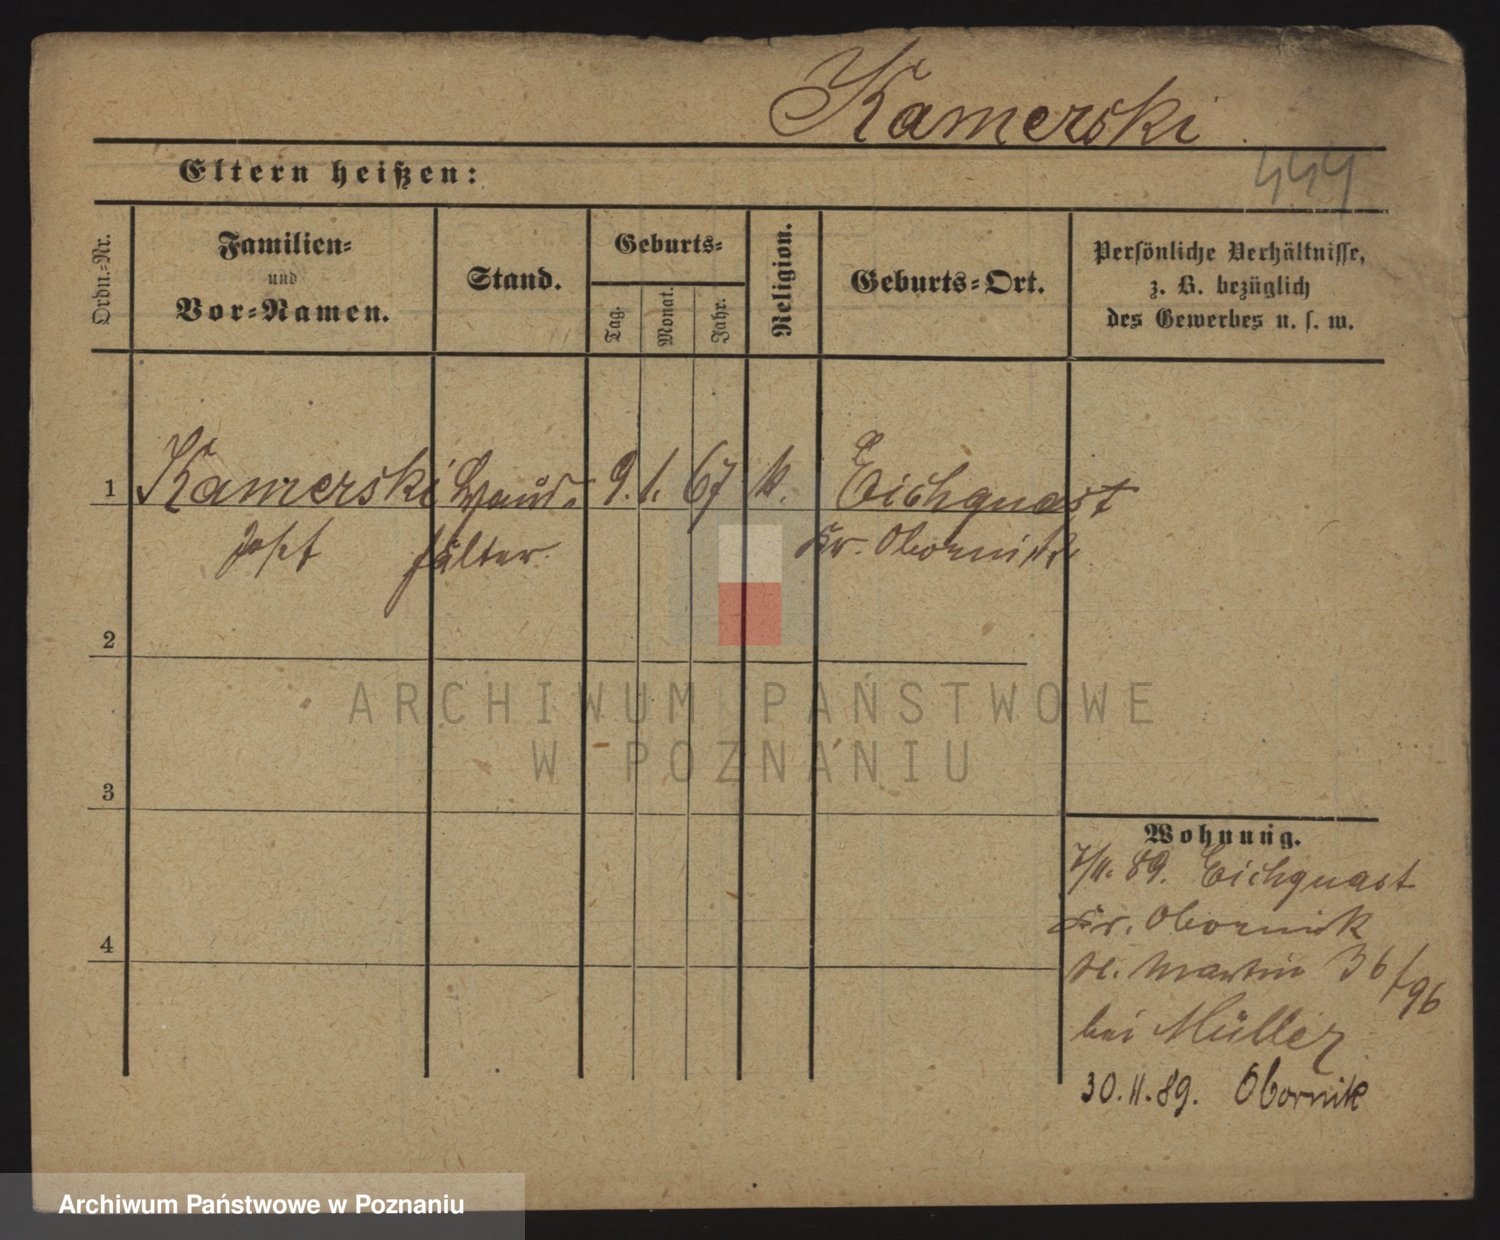 Kamerski
Eltern heißen:
444
Ordn.-Nr.
Familien-
und
Vor-Namen.
Stand.
Geburts-
Tag.
Monat.
Jahr.
Religion.
Geburts-Ort.
Persönliche Verhältnisse,
z. B. bezüglich
des Gewerbes u. s. w.
1 Kamerski 9. 1. 67 k. Eichquast
Josef Kr. Obornik
2
ARCHIWUM PAŃSTWOWE
W POZNANIU
3
4
Wohnung.
7/11. 89. Eichquast
Kr. Obornik
St. Martin 36/96
bei Müller
30.11.89. Obornik
Archiwum Państwowe w Poznaniu